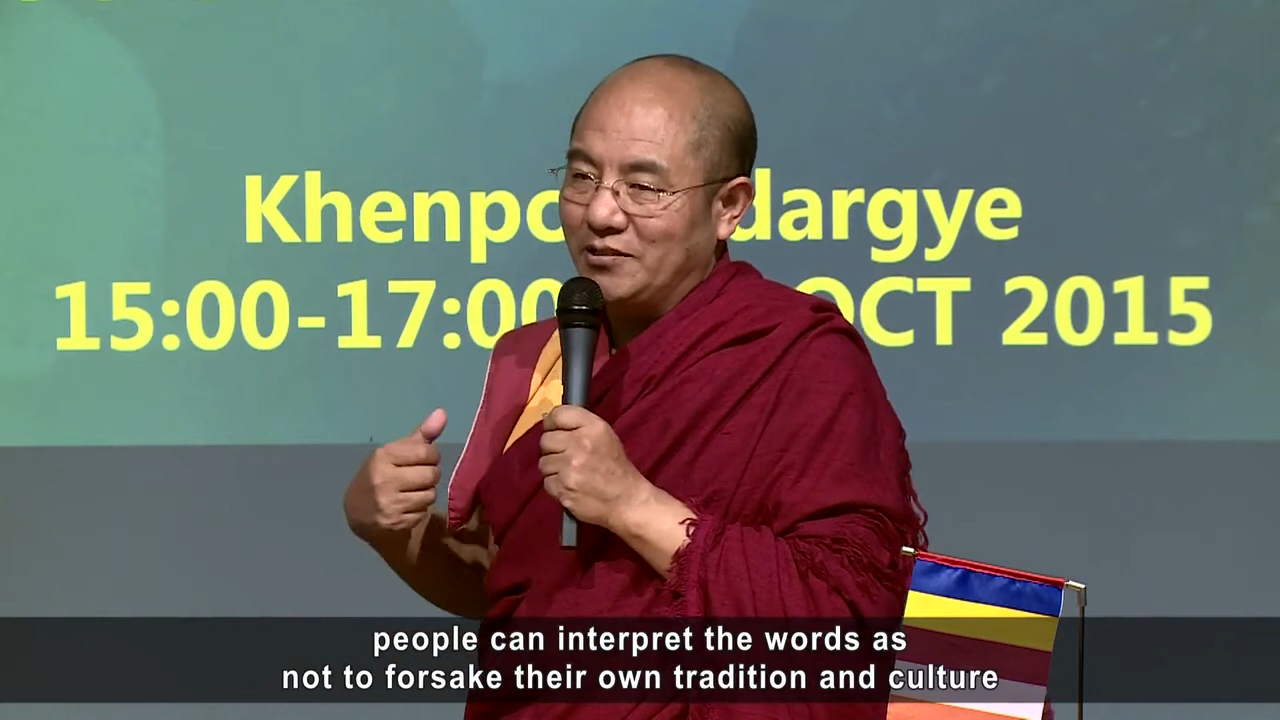 Khenpo dargye
15:00-17:00 OCT 2015
people can interpret the words as
not to forsake their own tradition and culture